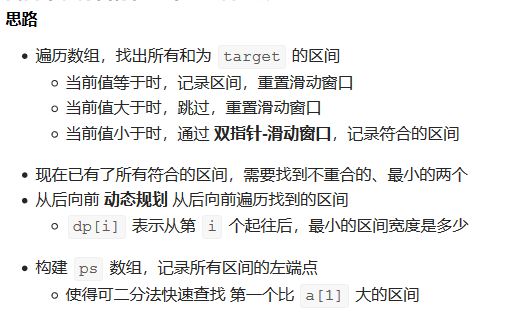 思路
遍历数组，找出所有和为 target 的区间
当前值等于时，记录区间，重置滑动窗口
当前值大于时，跳过，重置滑动窗口
当前值小于时，通过 双指针-滑动窗口，记录符合的区间
现在已有了所有符合的区间，需要找到不重合的、最小的两个
从后向前 动态规划 从后向前遍历找到的区间
dp[i] 表示从第 i 个起往后，最小的区间宽度是多少
构建 ps 数组，记录所有区间的左端点
使得可二分法快速查找 第一个比 a[1] 大的区间